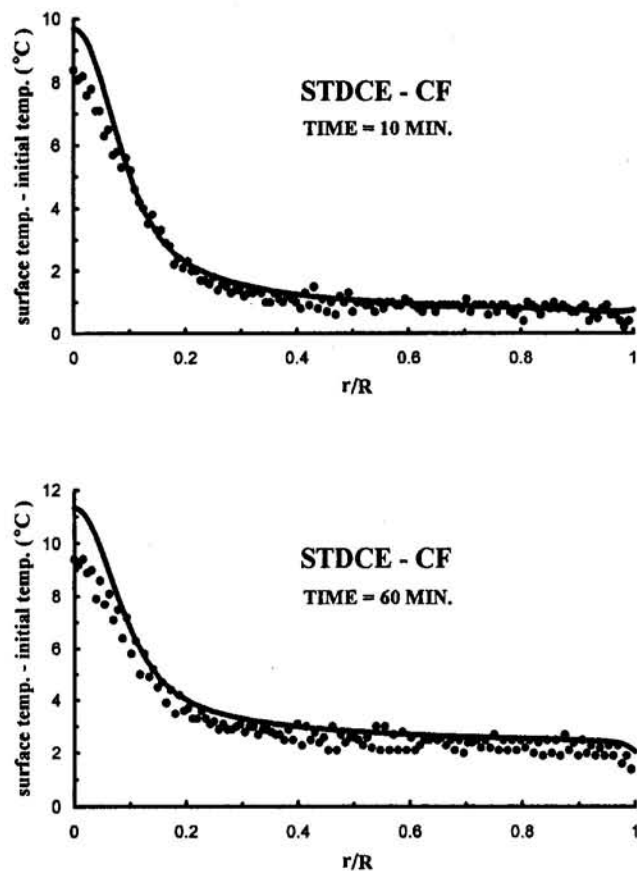 10
8
6
4
2
0
surface temp. - initial temp. (°C)
STDCE - CF
TIME = 10 MIN.
0 0.2 0.4 0.6 0.8 1
r/R
12
10
8
6
4
2
0
surface temp. - initial temp. (°C)
STDCE - CF
TIME = 60 MIN.
0 0.2 0.4 0.6 0.8 1
r/R